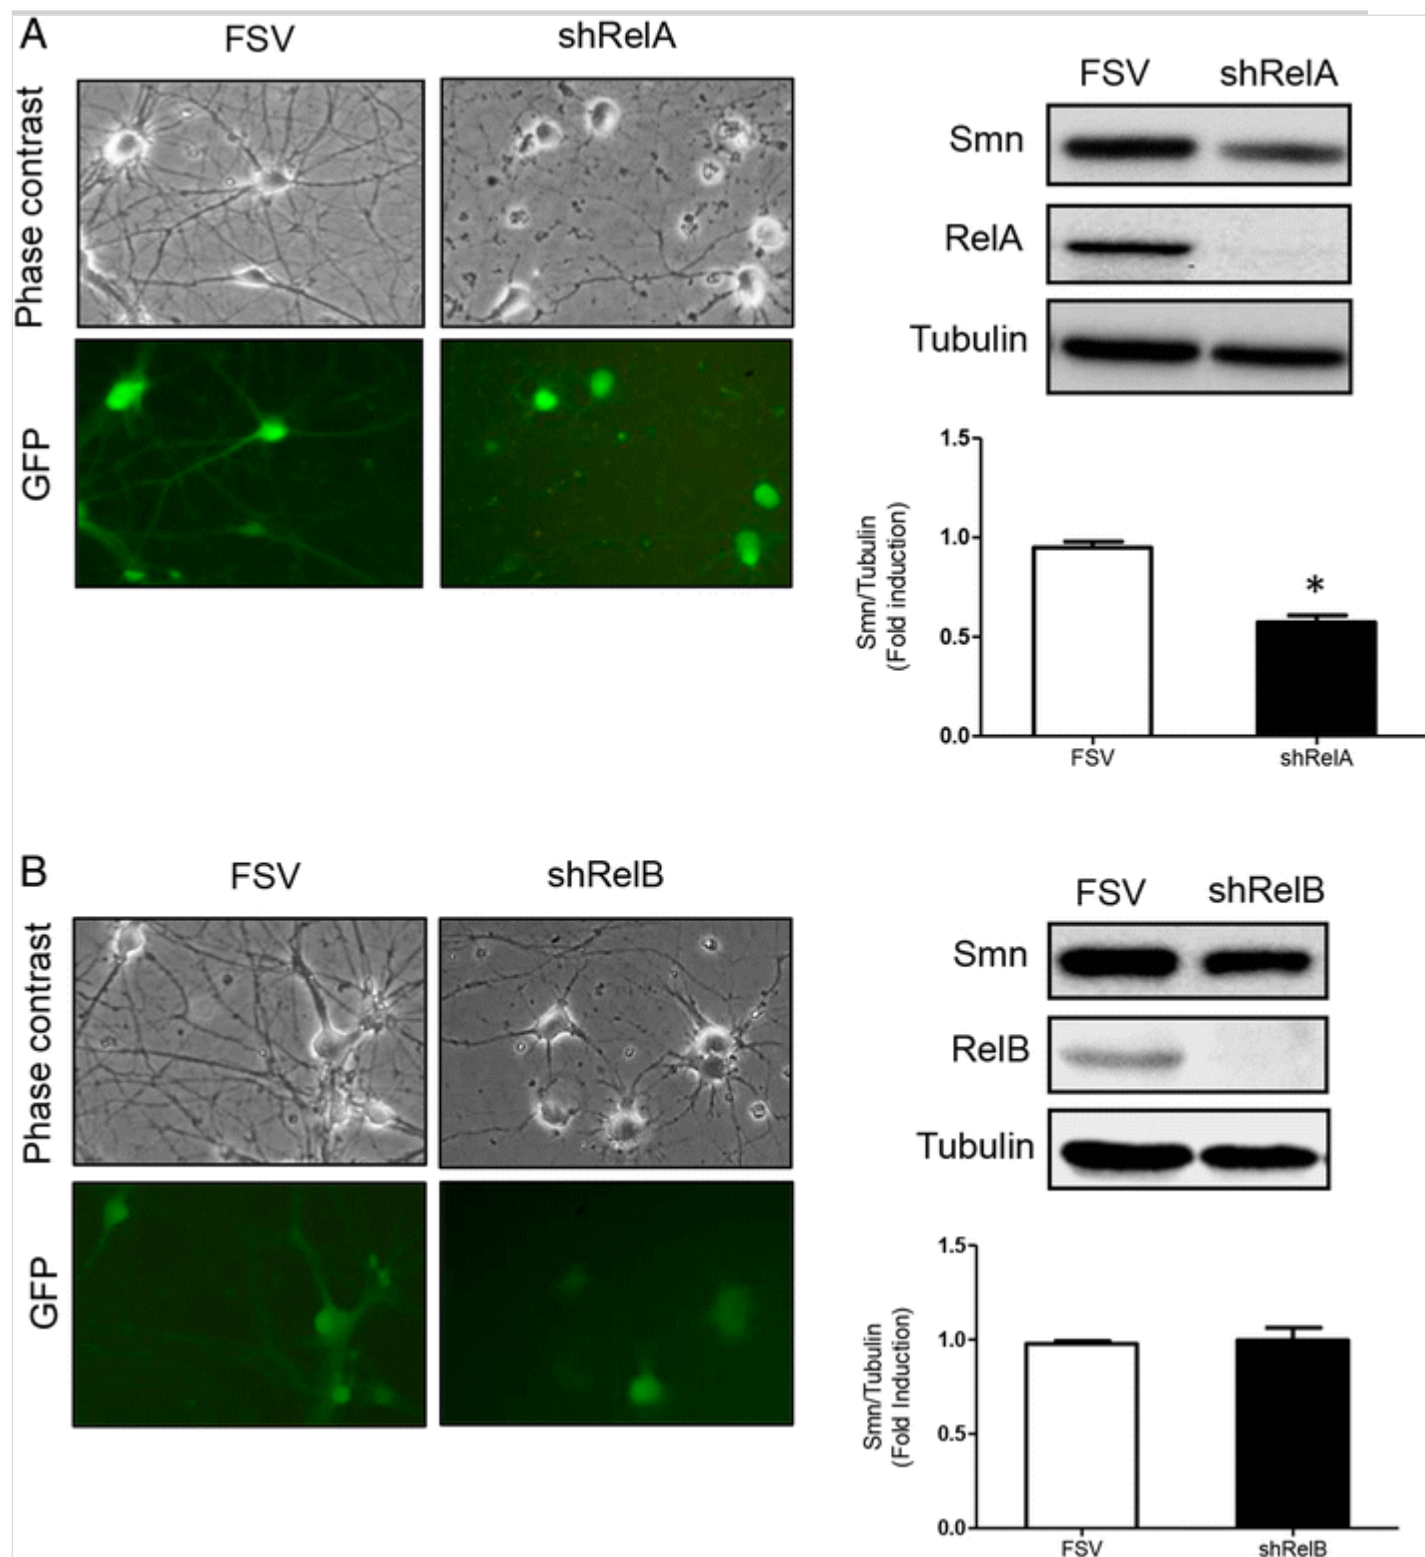 A
FSV shRelA
Phase contrast
GFP
FSV shRelA
Smn
RelA
Tubulin
1.5
1.0
0.5
0.0
Smn/Tubulin
(Fold induction)
*
FSV shRelA
B
FSV shRelB
Phase contrast
GFP
FSV shRelB
Smn
RelB
Tubulin
1.5
1.0
0.5
0.0
Smn/Tubulin
(Fold Induction)
FSV shRelB